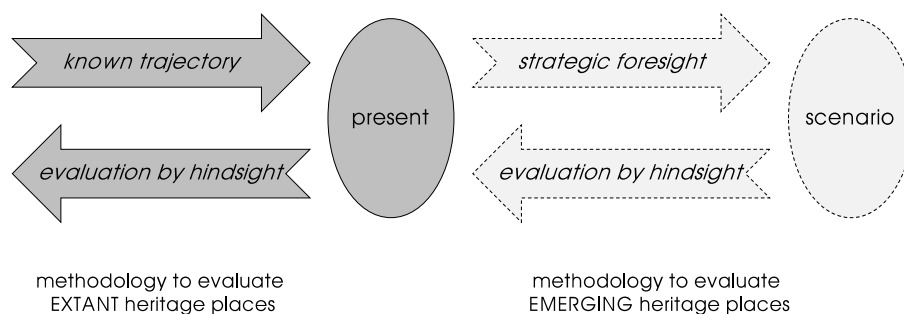 known trajectory
strategic foresight
present
scenario
evaluation by hindsight
evaluation by hindsight
methodology to evaluate
EXTANT heritage places
methodology to evaluate
EMERGING heritage places